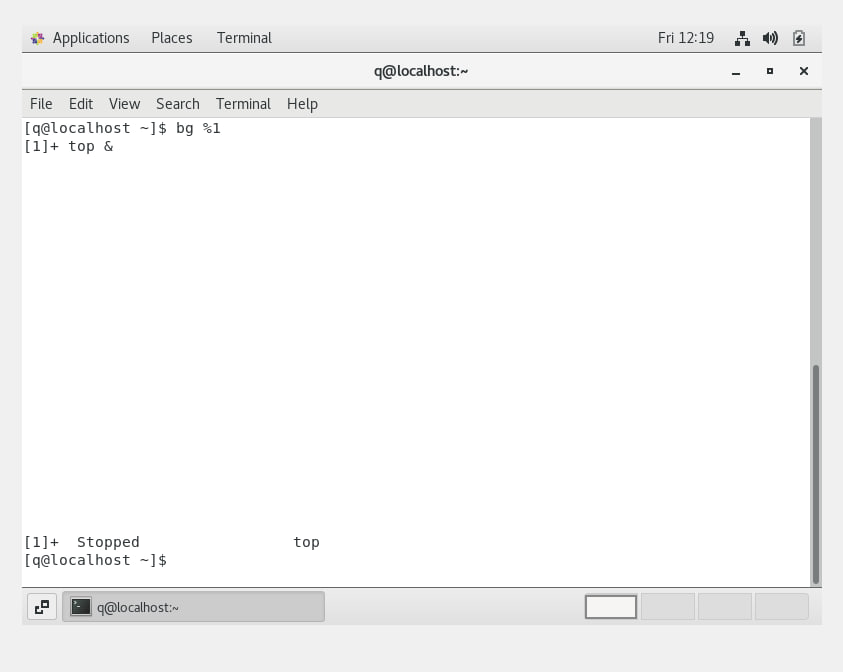 Applications Places Terminal Fri 12:19
q@localhost:~
File Edit View Search Terminal Help
[q@localhost ~]$ bg %1
[1]+ top &
[1]+  Stopped                 top
[q@localhost ~]$
q@localhost:~